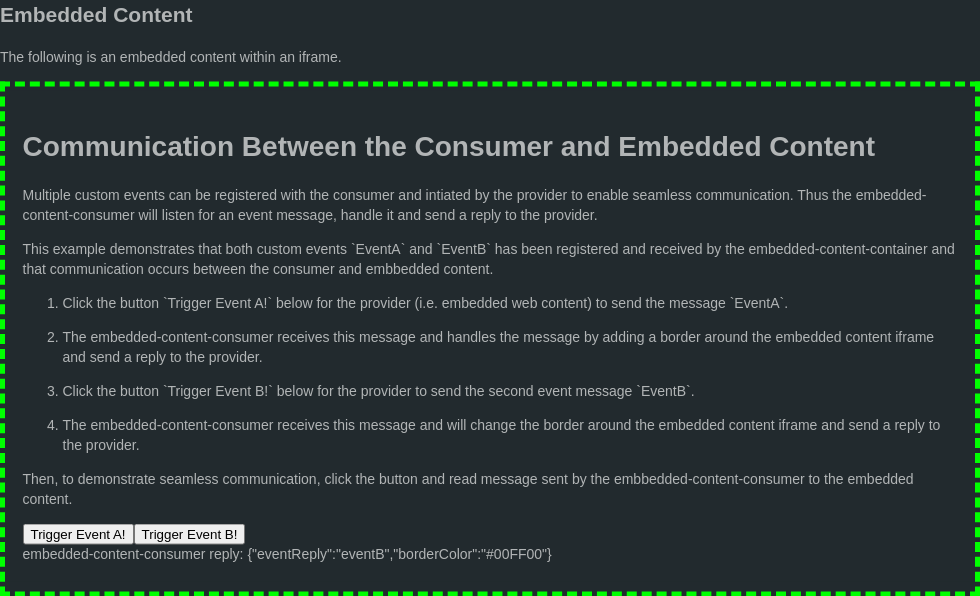 Embedded Content
The following is an embedded content within an iframe.
Communication Between the Consumer and Embedded Content
Multiple custom events can be registered with the consumer and intiated by the provider to enable seamless communication. Thus the embedded-
content-consumer will listen for an event message, handle it and send a reply to the provider.
This example demonstrates that both custom events `EventA` and `EventB` has been registered and received by the embedded-content-container and
that communication occurs between the consumer and embbedded content.
1. Click the button `Trigger Event A!` below for the provider (i.e. embedded web content) to send the message `EventA`.
2. The embedded-content-consumer receives this message and handles the message by adding a border around the embedded content iframe
and send a reply to the provider.
3. Click the button `Trigger Event B!` below for the provider to send the second event message `EventB`.
4. The embedded-content-consumer receives this message and will change the border around the embedded content iframe and send a reply to
the provider.
Then, to demonstrate seamless communication, click the button and read message sent by the embbedded-content-consumer to the embedded
content.
Trigger Event A! Trigger Event B!
embedded-content-consumer reply: {"eventReply":"eventB","borderColor":"#00FF00"}